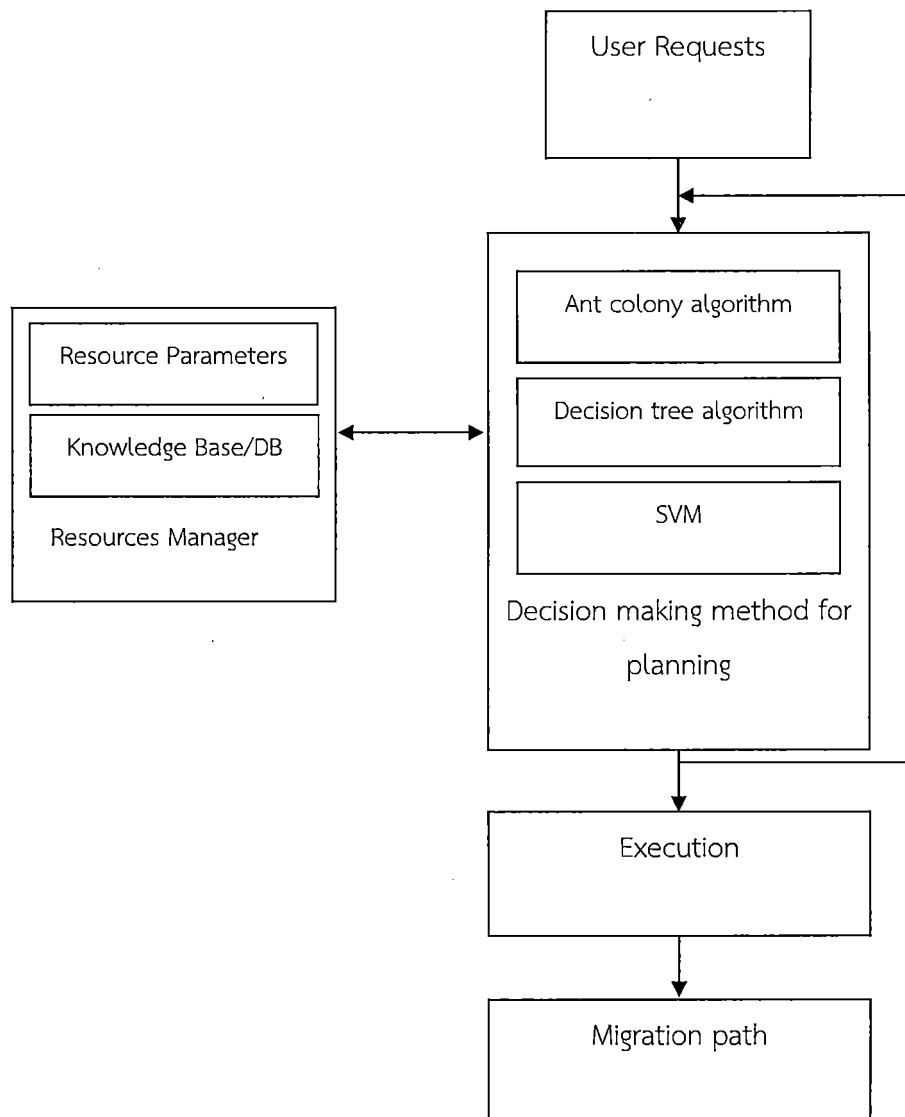 User Requests
Ant colony algorithm
Decision tree algorithm
SVM
Decision making method for
planning
Resource Parameters
Knowledge Base/DB
Resources Manager
Execution
Migration path